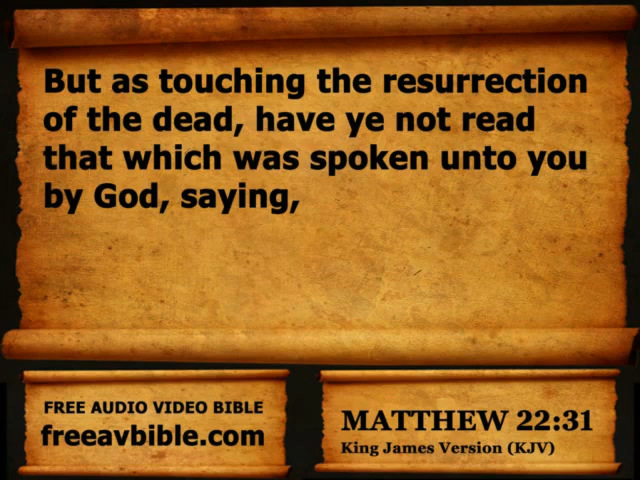 But as touching the resurrection
of the dead, have ye not read
that which was spoken unto you
by God, saying,
FREE AUDIO VIDEO BIBLE
freeavbible.com
MATTHEW 22:31
King James Version (KJV)